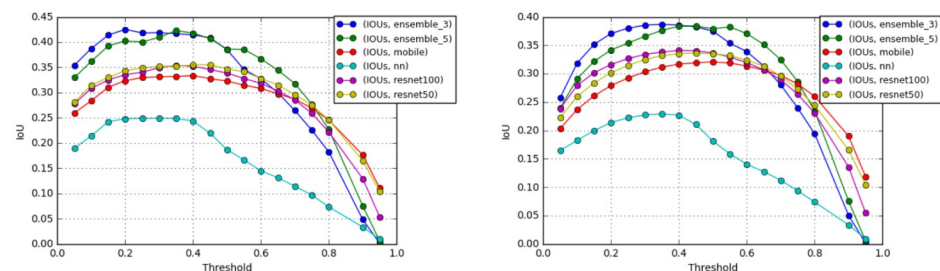 0.45
0.40
0.35
0.30
0.25
0.20
0.15
0.10
0.05
0.00
IoU
0.0 0.2 0.4 0.6 0.8 1.0
Threshold
(IOUs, ensemble_3)
(IOUs, ensemble_5)
(IOUs, mobile)
(IOUs, nn)
(IOUs, resnet100)
(IOUs, resnet50)
0.40
0.35
0.30
0.25
0.20
0.15
0.10
0.05
0.00
IoU
0.0 0.2 0.4 0.6 0.8 1.0
Threshold
(IOUs, ensemble_3)
(IOUs, ensemble_5)
(IOUs, mobile)
(IOUs, nn)
(IOUs, resnet100)
(IOUs, resnet50)